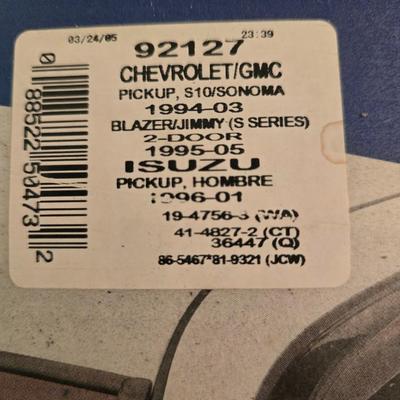 03/24/05 23:39
92127
CHEVROLET/GMC
PICKUP, S10/SONOMA
1994-03
BLAZER/JIMMY (S SERIES)
2-DOOR
1995-05
ISUZU
PICKUP, HOMBRE
1996-01
19-4756-3 (WA)
41-4827-2 (CT)
36447 (Q)
86-5467*81-9321 (JCW)
0 88522 50473 2